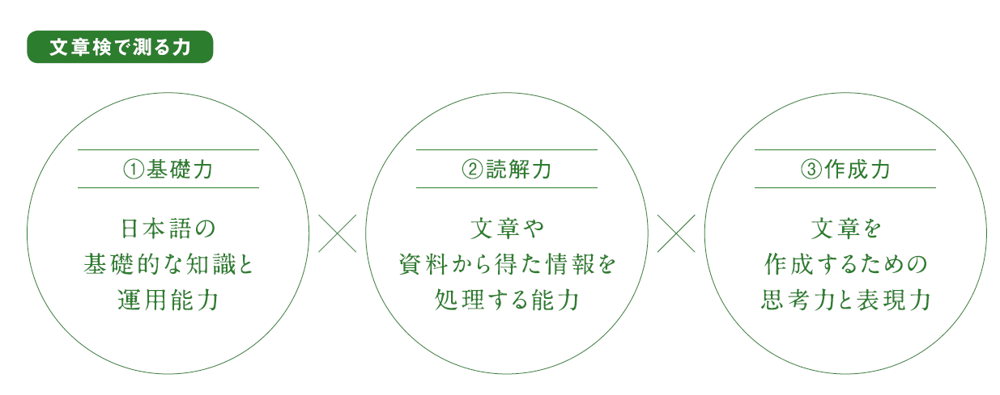 文章検で測る力
①基礎力
日本語の
基礎的な知識と
運用能力
②読解力
文章や
資料から得た情報を
処理する能力
③作成力
文章を
作成するための
思考力と表現力